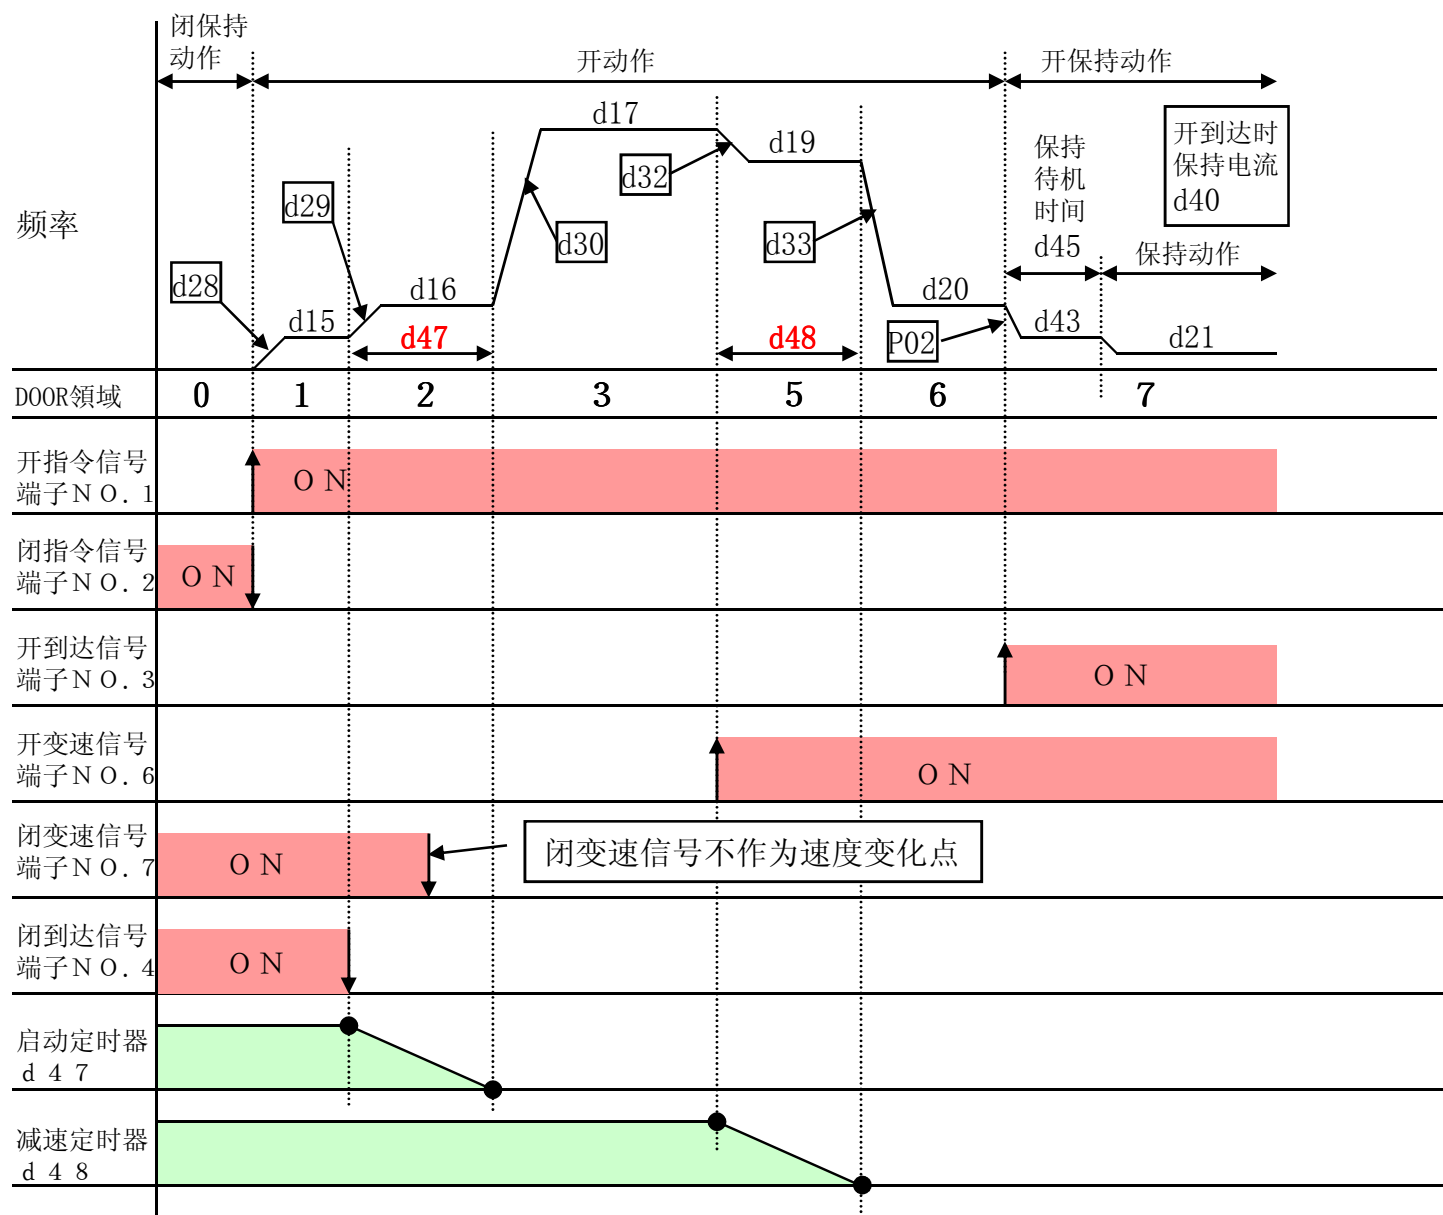 闭保持
动作
开动作
开保持动作
d17
d19
开到达时
保持电流
d40
保持
待机
时间
d45
d32
d29
d30
d33
频率
保持动作
d28
d16
d20
d15
d47
d48
P02
d43
d21
DOOR領域
0
1
2
3
5
6
7
开指令信号
端子NO. 1
ON
闭指令信号
端子NO. 2
ON
开到达信号
端子NO. 3
ON
开变速信号
端子NO. 6
ON
闭变速信号
端子NO. 7
ON
闭变速信号不作为速度变化点
闭到达信号
端子NO. 4
ON
启动定时器
d47
减速定时器
d48